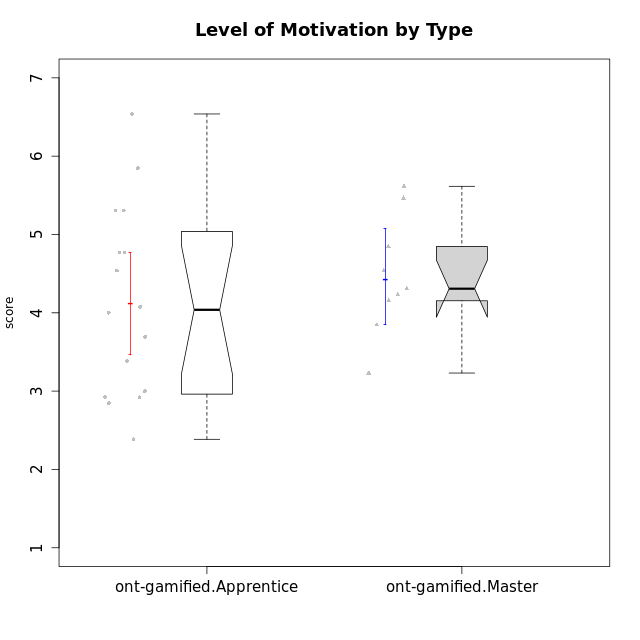 Level of Motivation by Type
7
6
5
4
3
2
1
score
ont-gamified.Apprentice
ont-gamified.Master